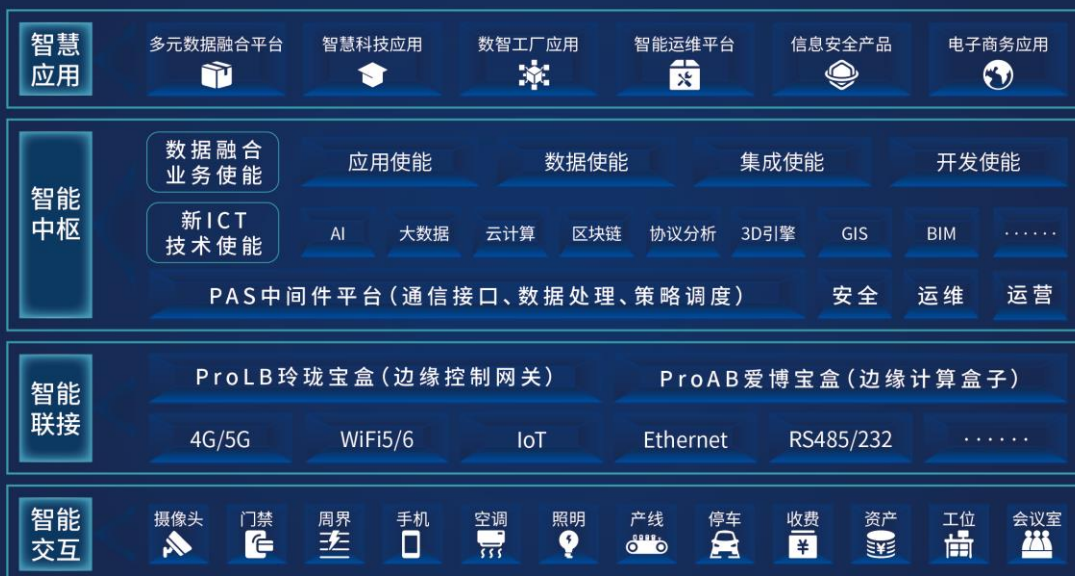 智慧
应用
多元数据融合平台
智慧科技应用
数智工厂应用
智能运维平台
信息安全产品
电子商务应用
智能
中枢
数据融合
业务使能
应用使能
数据使能
集成使能
开发使能
新ICT
技术使能
AI
大数据
云计算
区块链
协议分析
3D引擎
GIS
BIM
······
PAS中间件平台（通信接口、数据处理、策略调度）
安全
运维
运营
智能
联接
ProLB玲珑宝盒（边缘控制网关）
ProAB爱博宝盒（边缘计算盒子）
4G/5G
WiFi5/6
IoT
Ethernet
RS485/232
······
智能
交互
摄像头
门禁
周界
手机
空调
照明
产线
停车
收费
资产
工位
会议室
¥
¥